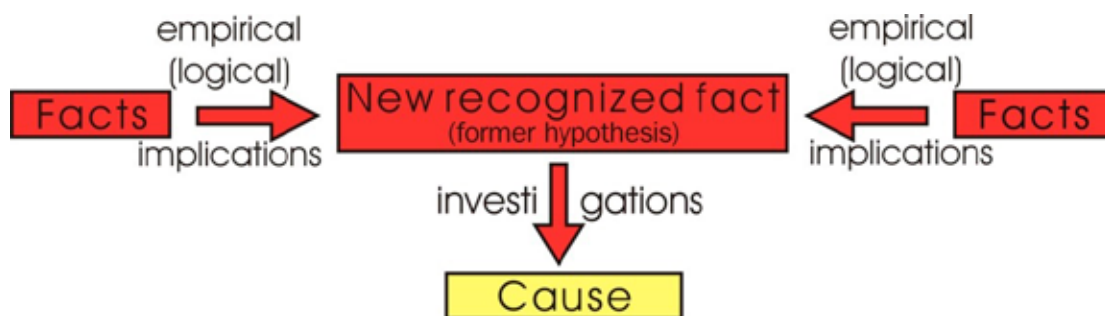 empirical
(logical)
Facts
implications
New recognized fact
(former hypothesis)
empirical
(logical)
Facts
implications
investi gations
Cause